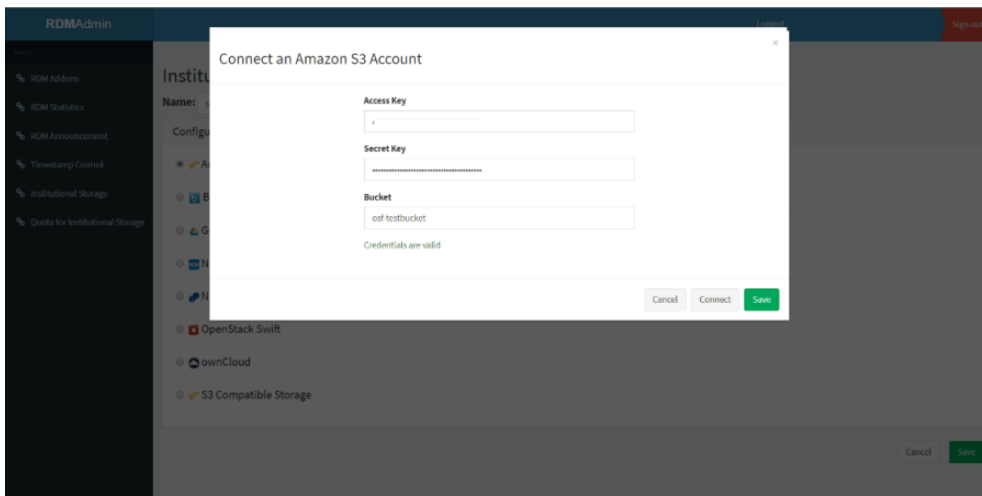 RDMAdmin
Logged
Sign out
Menu
RDM Addons
RDM Statistics
RDM Announcement
Timestamp Control
Institutional Storage
Quota for Institutional Storage
Institu
Name:
Configu
A
B
G
N
N
OpenStack Swift
ownCloud
S3 Compatible Storage
Cancel
Save
Connect an Amazon S3 Account
×
Access Key
Secret Key
Bucket
osf-testbucket
Credentials are valid
Cancel
Connect
Save